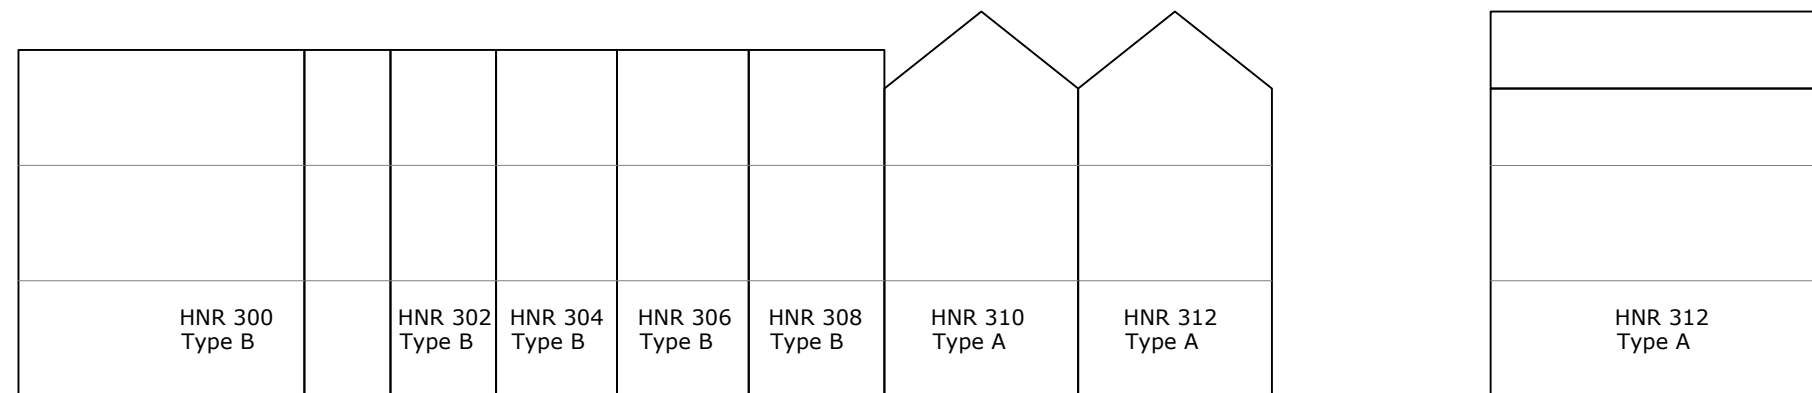 HNR 300
Type B
HNR 302
Type B
HNR 304
Type B
HNR 306
Type B
HNR 308
Type B
HNR 310
Type A
HNR 312
Type A
HNR 312
Type A